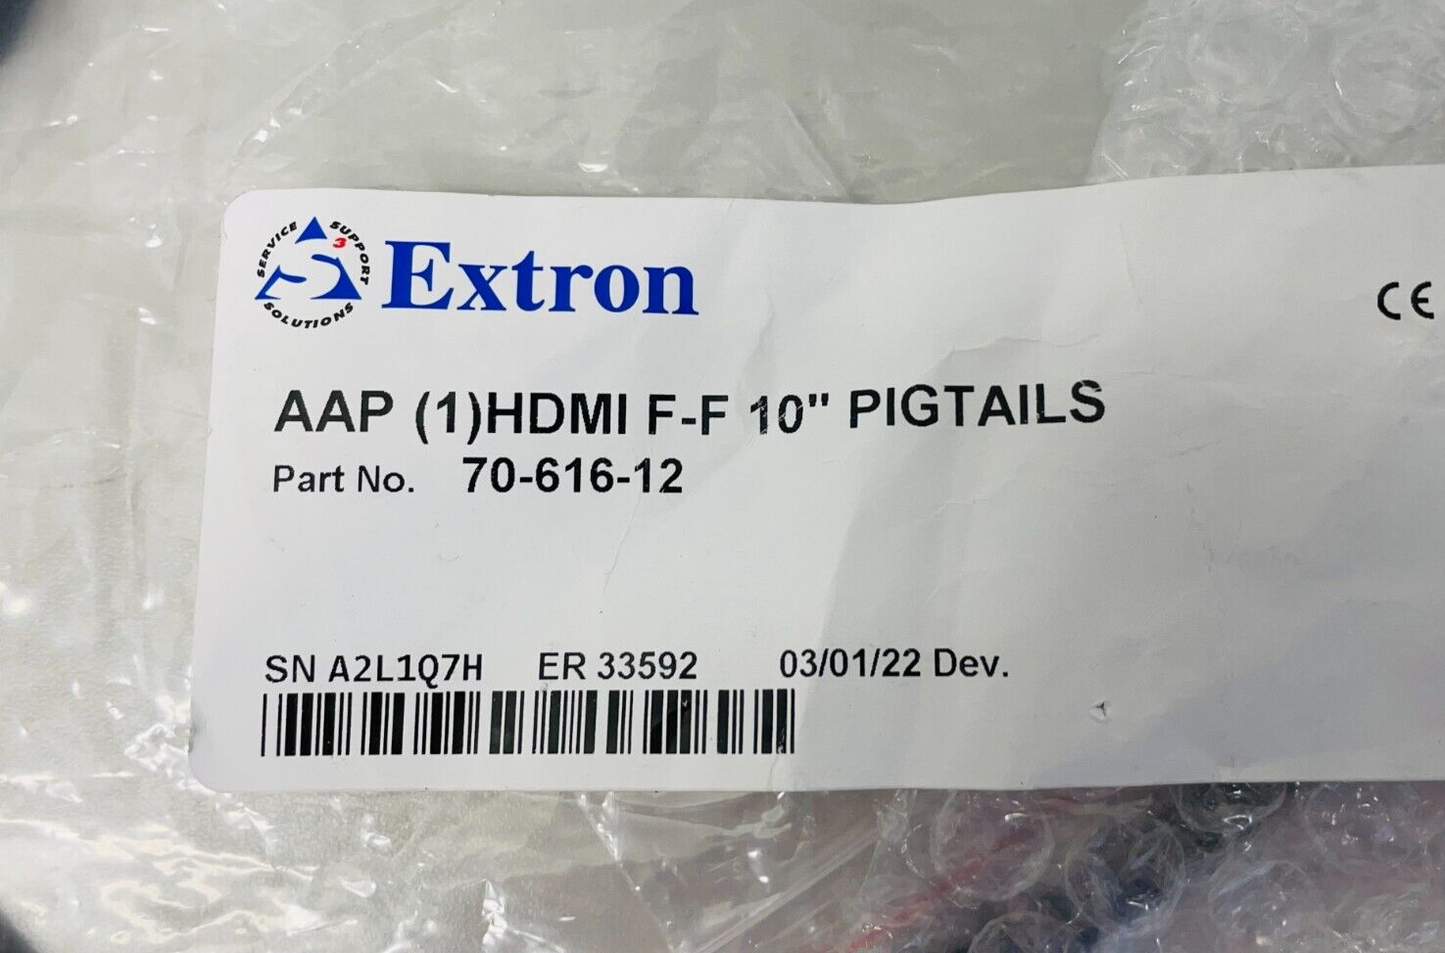 SERVICE SUPPORT SOLUTIONS
S3
Extron
CE
AAP (1)HDMI F-F 10" PIGTAILS
Part No. 70-616-12
SN A2L1Q7H ER 33592 03/01/22 Dev.